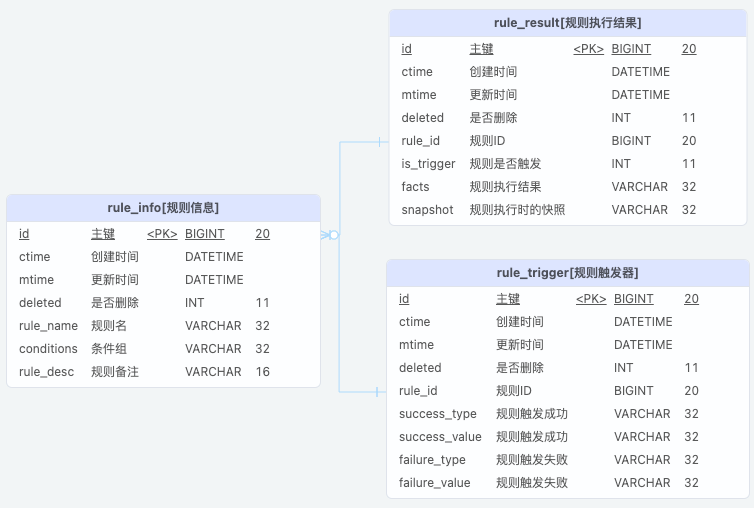 rule_result[规则执行结果]
id 主键 <PK> BIGINT 20
ctime 创建时间 DATETIME
mtime 更新时间 DATETIME
deleted 是否删除 INT 11
rule_id 规则ID BIGINT 20
is_trigger 规则是否触发 INT 11
facts 规则执行结果 VARCHAR 32
snapshot 规则执行时的快照 VARCHAR 32
rule_info[规则信息]
id 主键 <PK> BIGINT 20
ctime 创建时间 DATETIME
mtime 更新时间 DATETIME
deleted 是否删除 INT 11
rule_name 规则名 VARCHAR 32
conditions 条件组 VARCHAR 32
rule_desc 规则备注 VARCHAR 16
rule_trigger[规则触发器]
id 主键 <PK> BIGINT 20
ctime 创建时间 DATETIME
mtime 更新时间 DATETIME
deleted 是否删除 INT 11
rule_id 规则ID BIGINT 20
success_type 规则触发成功 VARCHAR 32
success_value 规则触发成功 VARCHAR 32
failure_type 规则触发失败 VARCHAR 32
failure_value 规则触发失败 VARCHAR 32